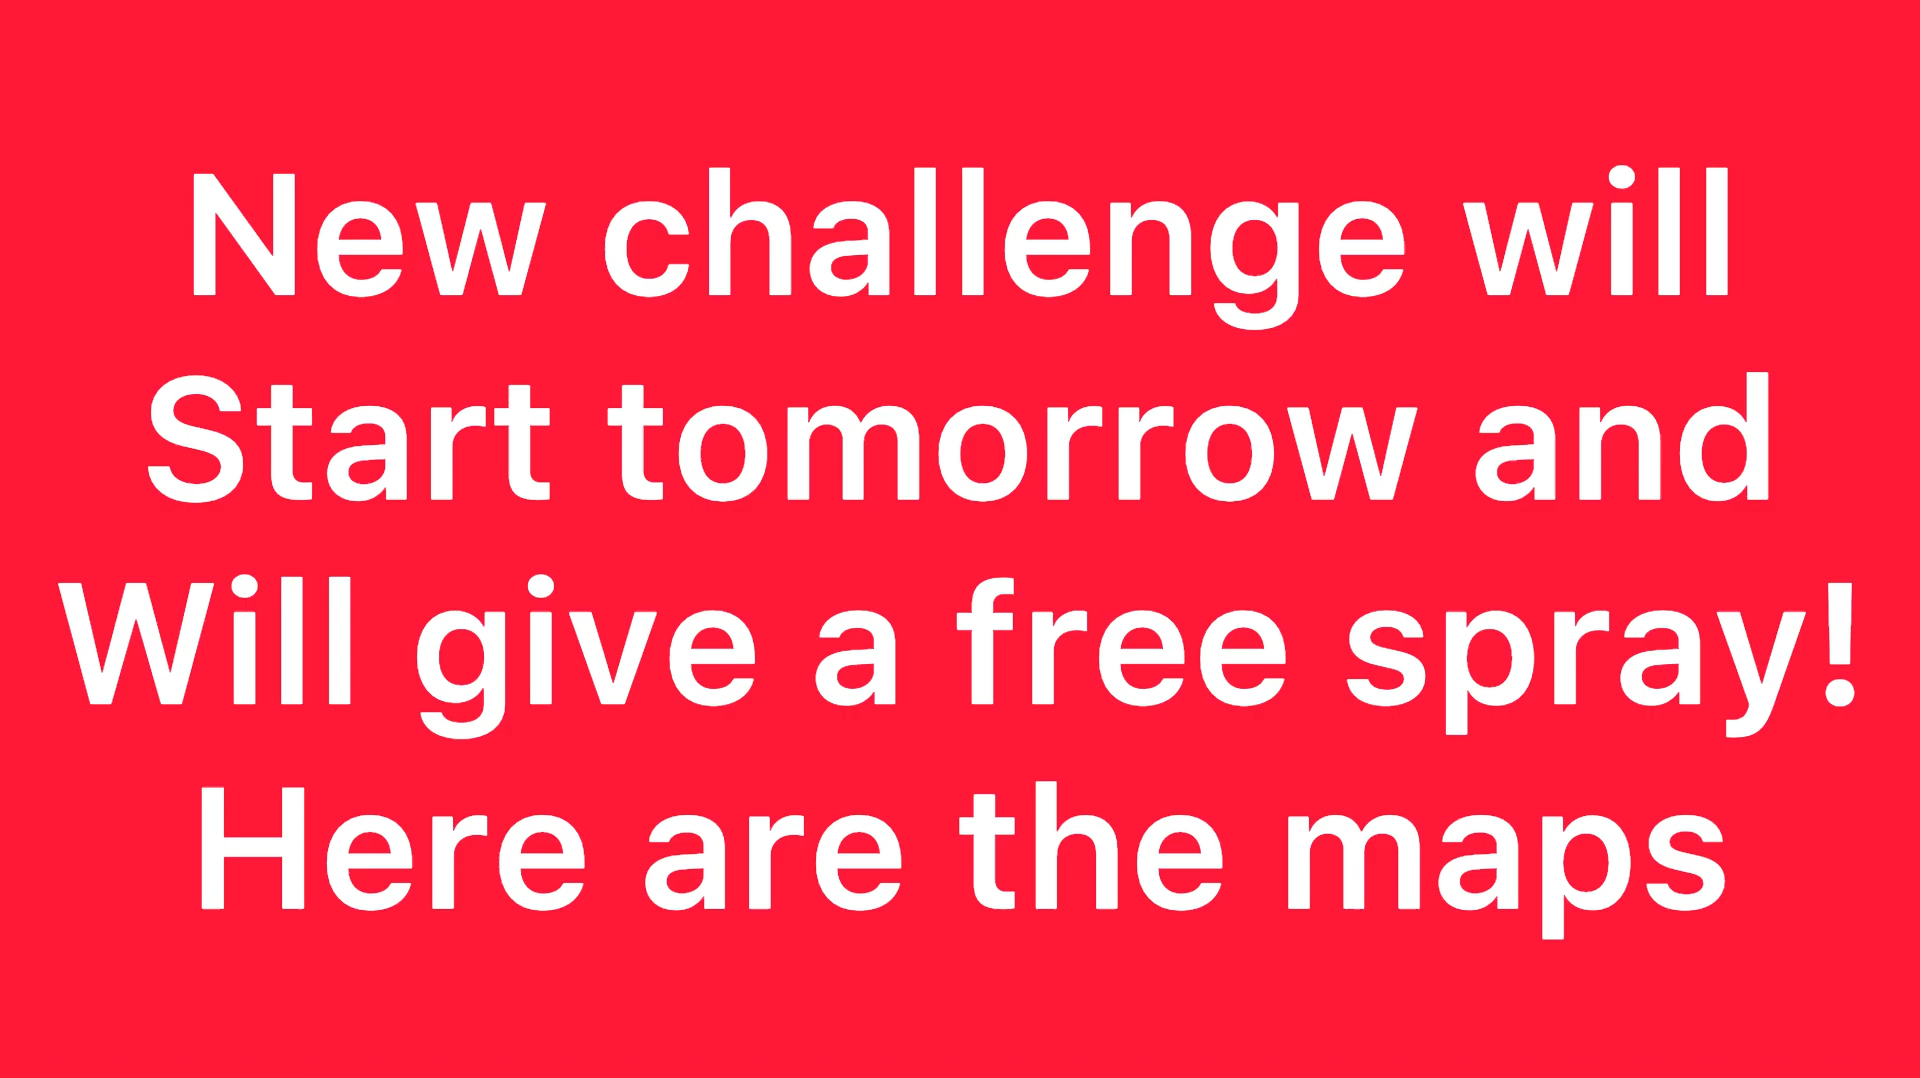 New challenge will
Start tomorrow and
Will give a free spray!
Here are the maps